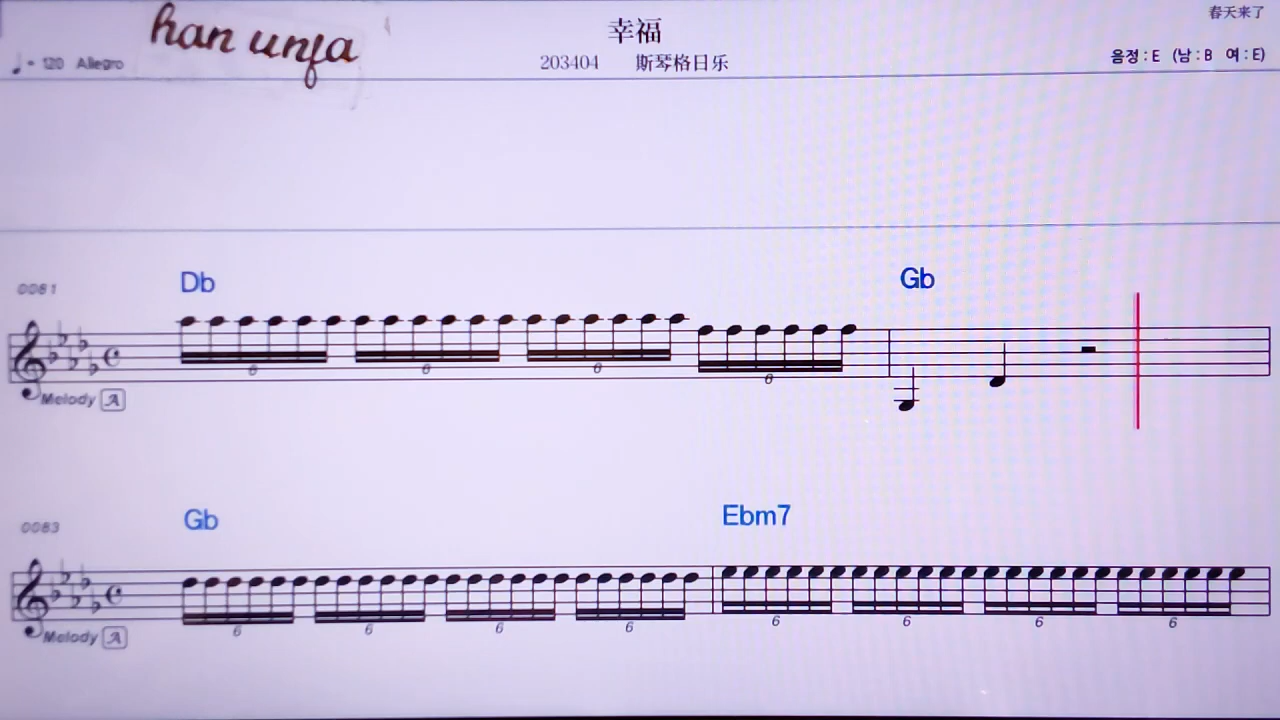 han unja
幸福
春天来了
♩= 120 Allegro
203404 斯琴格日乐
음정 : E (남 : B 여 : E)
0081
Db
Gb
6 6 6 6
Melody A
0083
Gb
Ebm7
6 6 6 6 6 6 6 6
Melody A